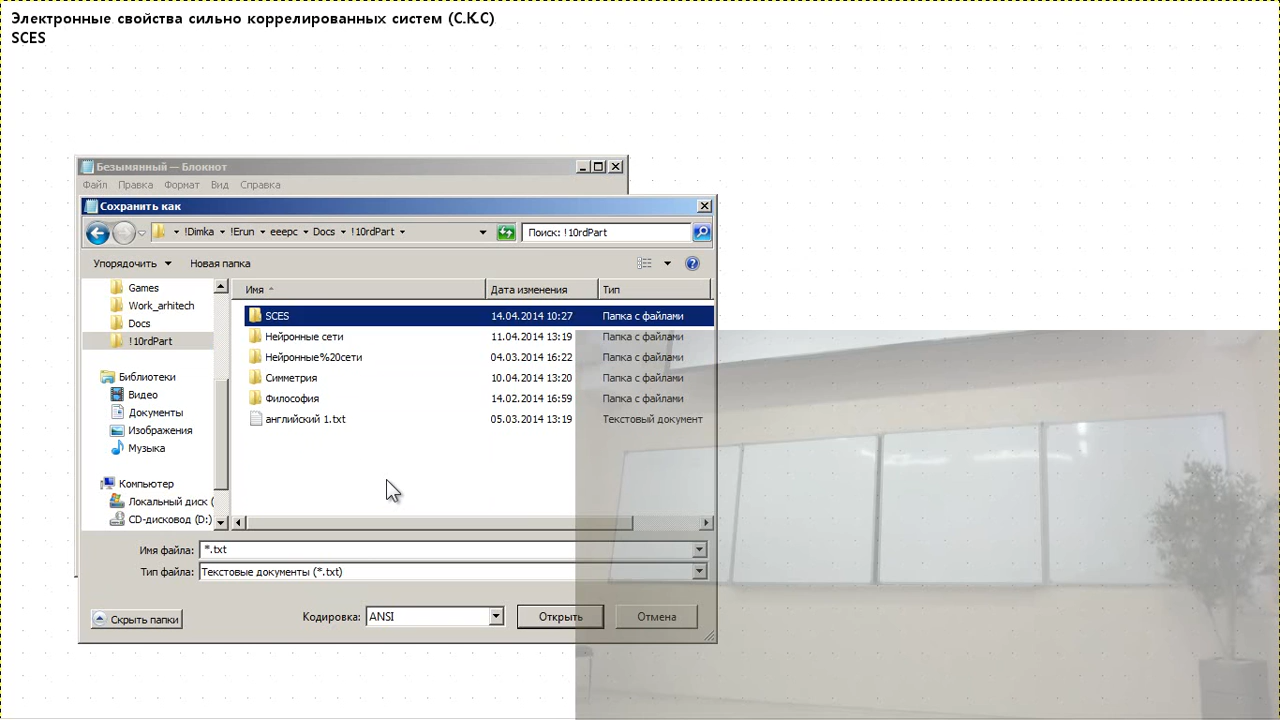 Электронные свойства сильно коррелированных систем (С.К.С)
SCES
Безымянный — Блокнот
Файл Правка Формат Вид Справка
Сохранить как
!Dimka !Erun eeepc Docs !10rdPart Поиск: !10rdPart
Упорядочить Новая папка
Имя Дата изменения Тип
Games
Work_arhitech
Docs
!10rdPart
Библиотеки
Видео
Документы
Изображения
Музыка
Компьютер
Локальный диск (
CD-дисковод (D:)
SCES 14.04.2014 10:27 Папка с файлами
Нейронные сети 11.04.2014 13:19 Папка с файлами
Нейронные%20сети 04.03.2014 16:22 Папка с файлами
Симметрия 10.04.2014 13:20 Папка с файлами
Философия 14.02.2014 16:59 Папка с файлами
английский 1.txt 05.03.2014 13:19 Текстовый документ
Имя файла: *.txt
Тип файла: Текстовые документы (*.txt)
Скрыть папки Кодировка: ANSI Открыть Отмена